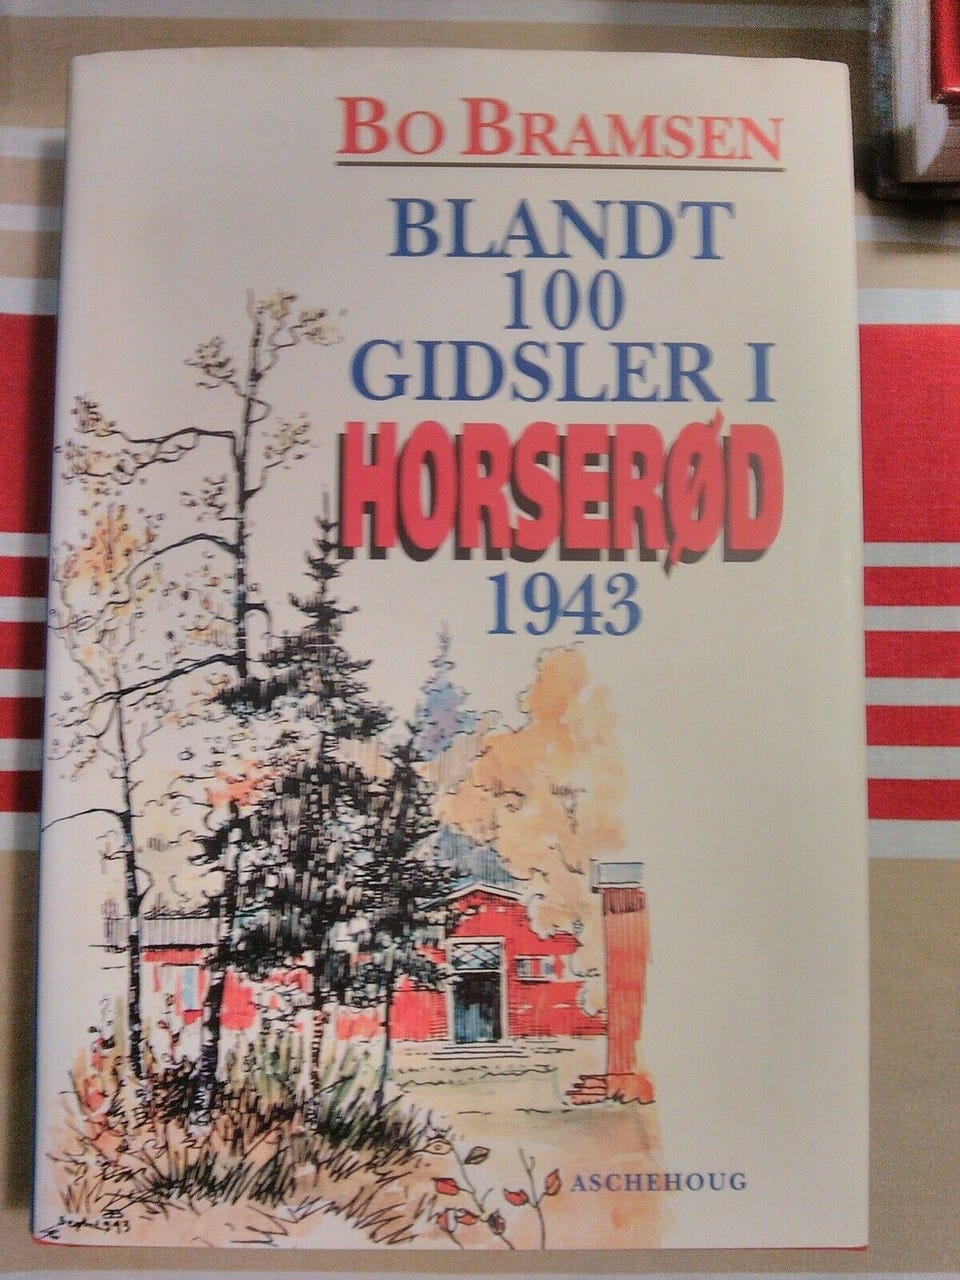 BO BRAMSEN
BLANDT
100
GIDSLER I
HORSERØD
1943
ASCHEHOUG